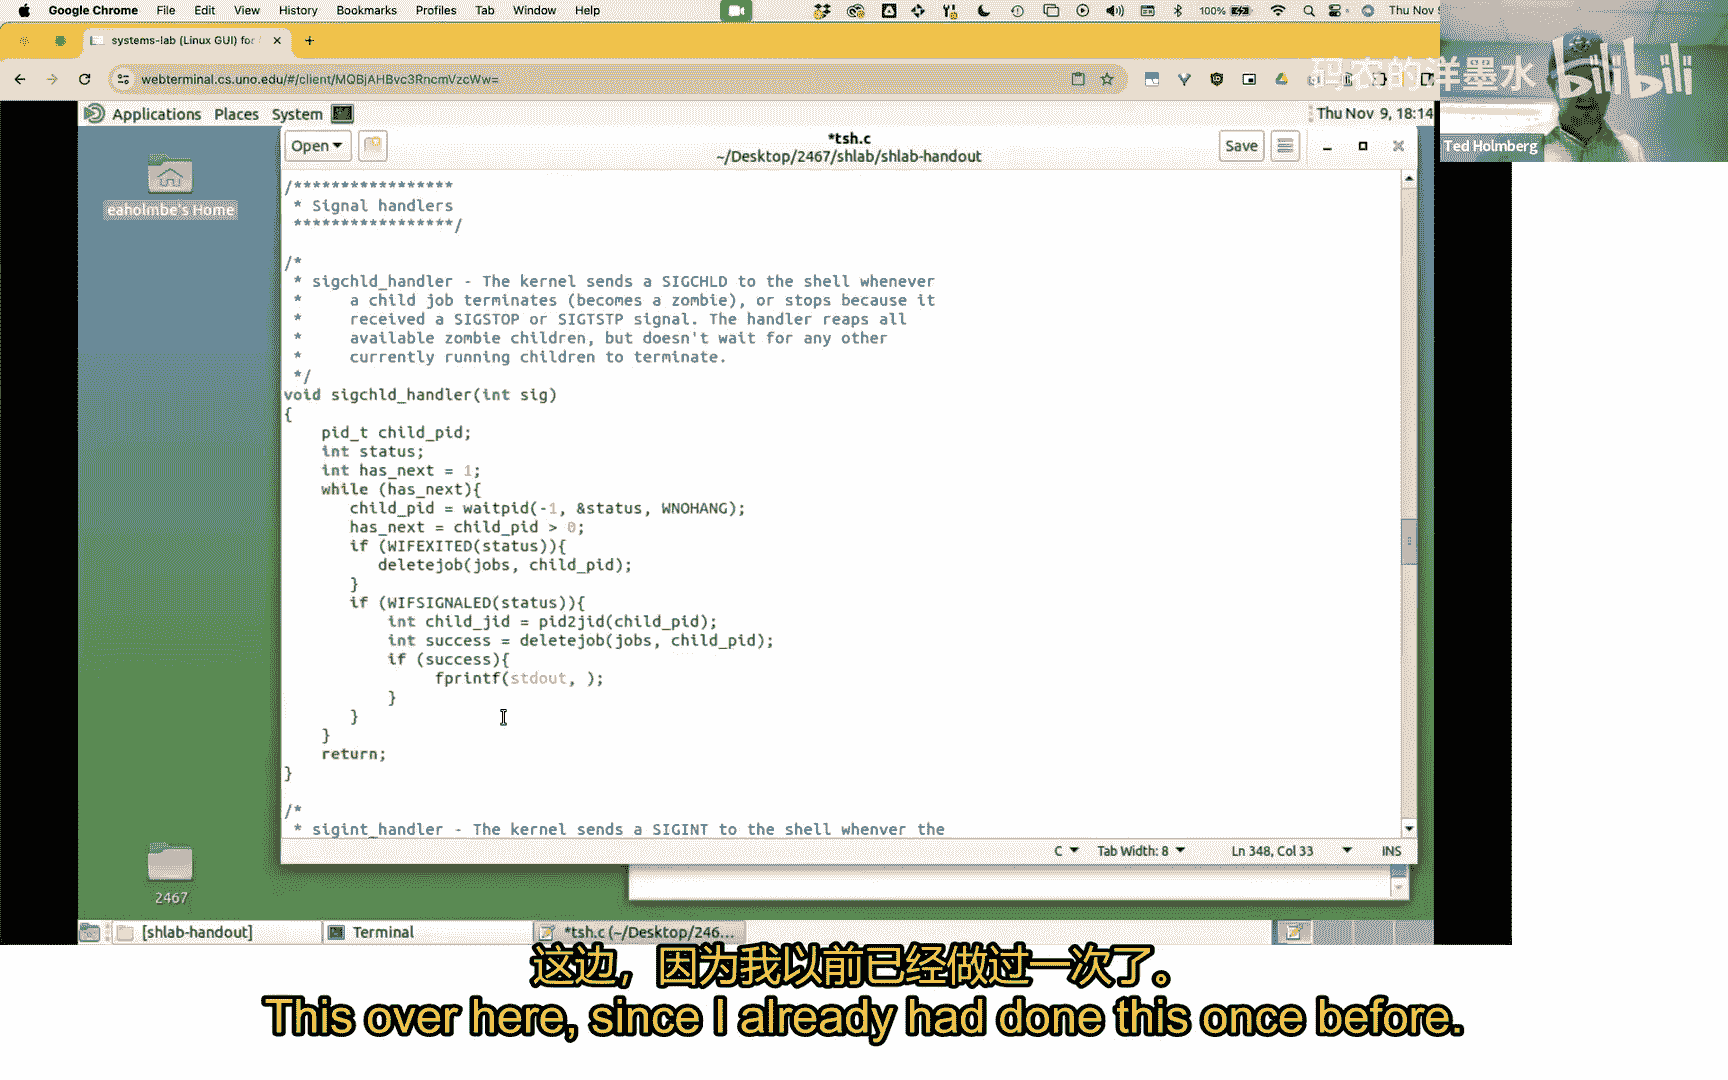 Google Chrome File Edit View History Bookmarks Profiles Tab Window Help 100% Thu Nov
systems-lab (Linux GUI) for
webterminal.cs.uno.edu/#/client/MQBjAHBvc3RncmVzcWw=
码农的洋墨水 bilibili
Ted Holmberg
Applications Places System Thu Nov 9, 18:14
Open *tsh.c Save
~/Desktop/2467/shlab/shlab-handout
eaholmbe's Home
/*****************
 * Signal handlers
 *****************/
/*
 * sigchld_handler - The kernel sends a SIGCHLD to the shell whenever
 *     a child job terminates (becomes a zombie), or stops because it
 *     received a SIGSTOP or SIGTSTP signal. The handler reaps all
 *     available zombie children, but doesn't wait for any other
 *     currently running children to terminate.
 */
void sigchld_handler(int sig)
{
    pid_t child_pid;
    int status;
    int has_next = 1;
    while (has_next){
       child_pid = waitpid(-1, &status, WNOHANG);
       has_next = child_pid > 0;
       if (WIFEXITED(status)){
          deletejob(jobs, child_pid);
       }
       if (WIFSIGNALED(status)){
           int child_jid = pid2jid(child_pid);
           int success = deletejob(jobs, child_pid);
           if (success){
                fprintf(stdout, );
           }
       }
    }
    return;
}
/*
 * sigint_handler - The kernel sends a SIGINT to the shell whenver the
C Tab Width: 8 Ln 348, Col 33 INS
2467
[shlab-handout] Terminal *tsh.c (~/Desktop/246...
这边，因为我以前已经做过一次了。
This over here, since I already had done this once before.